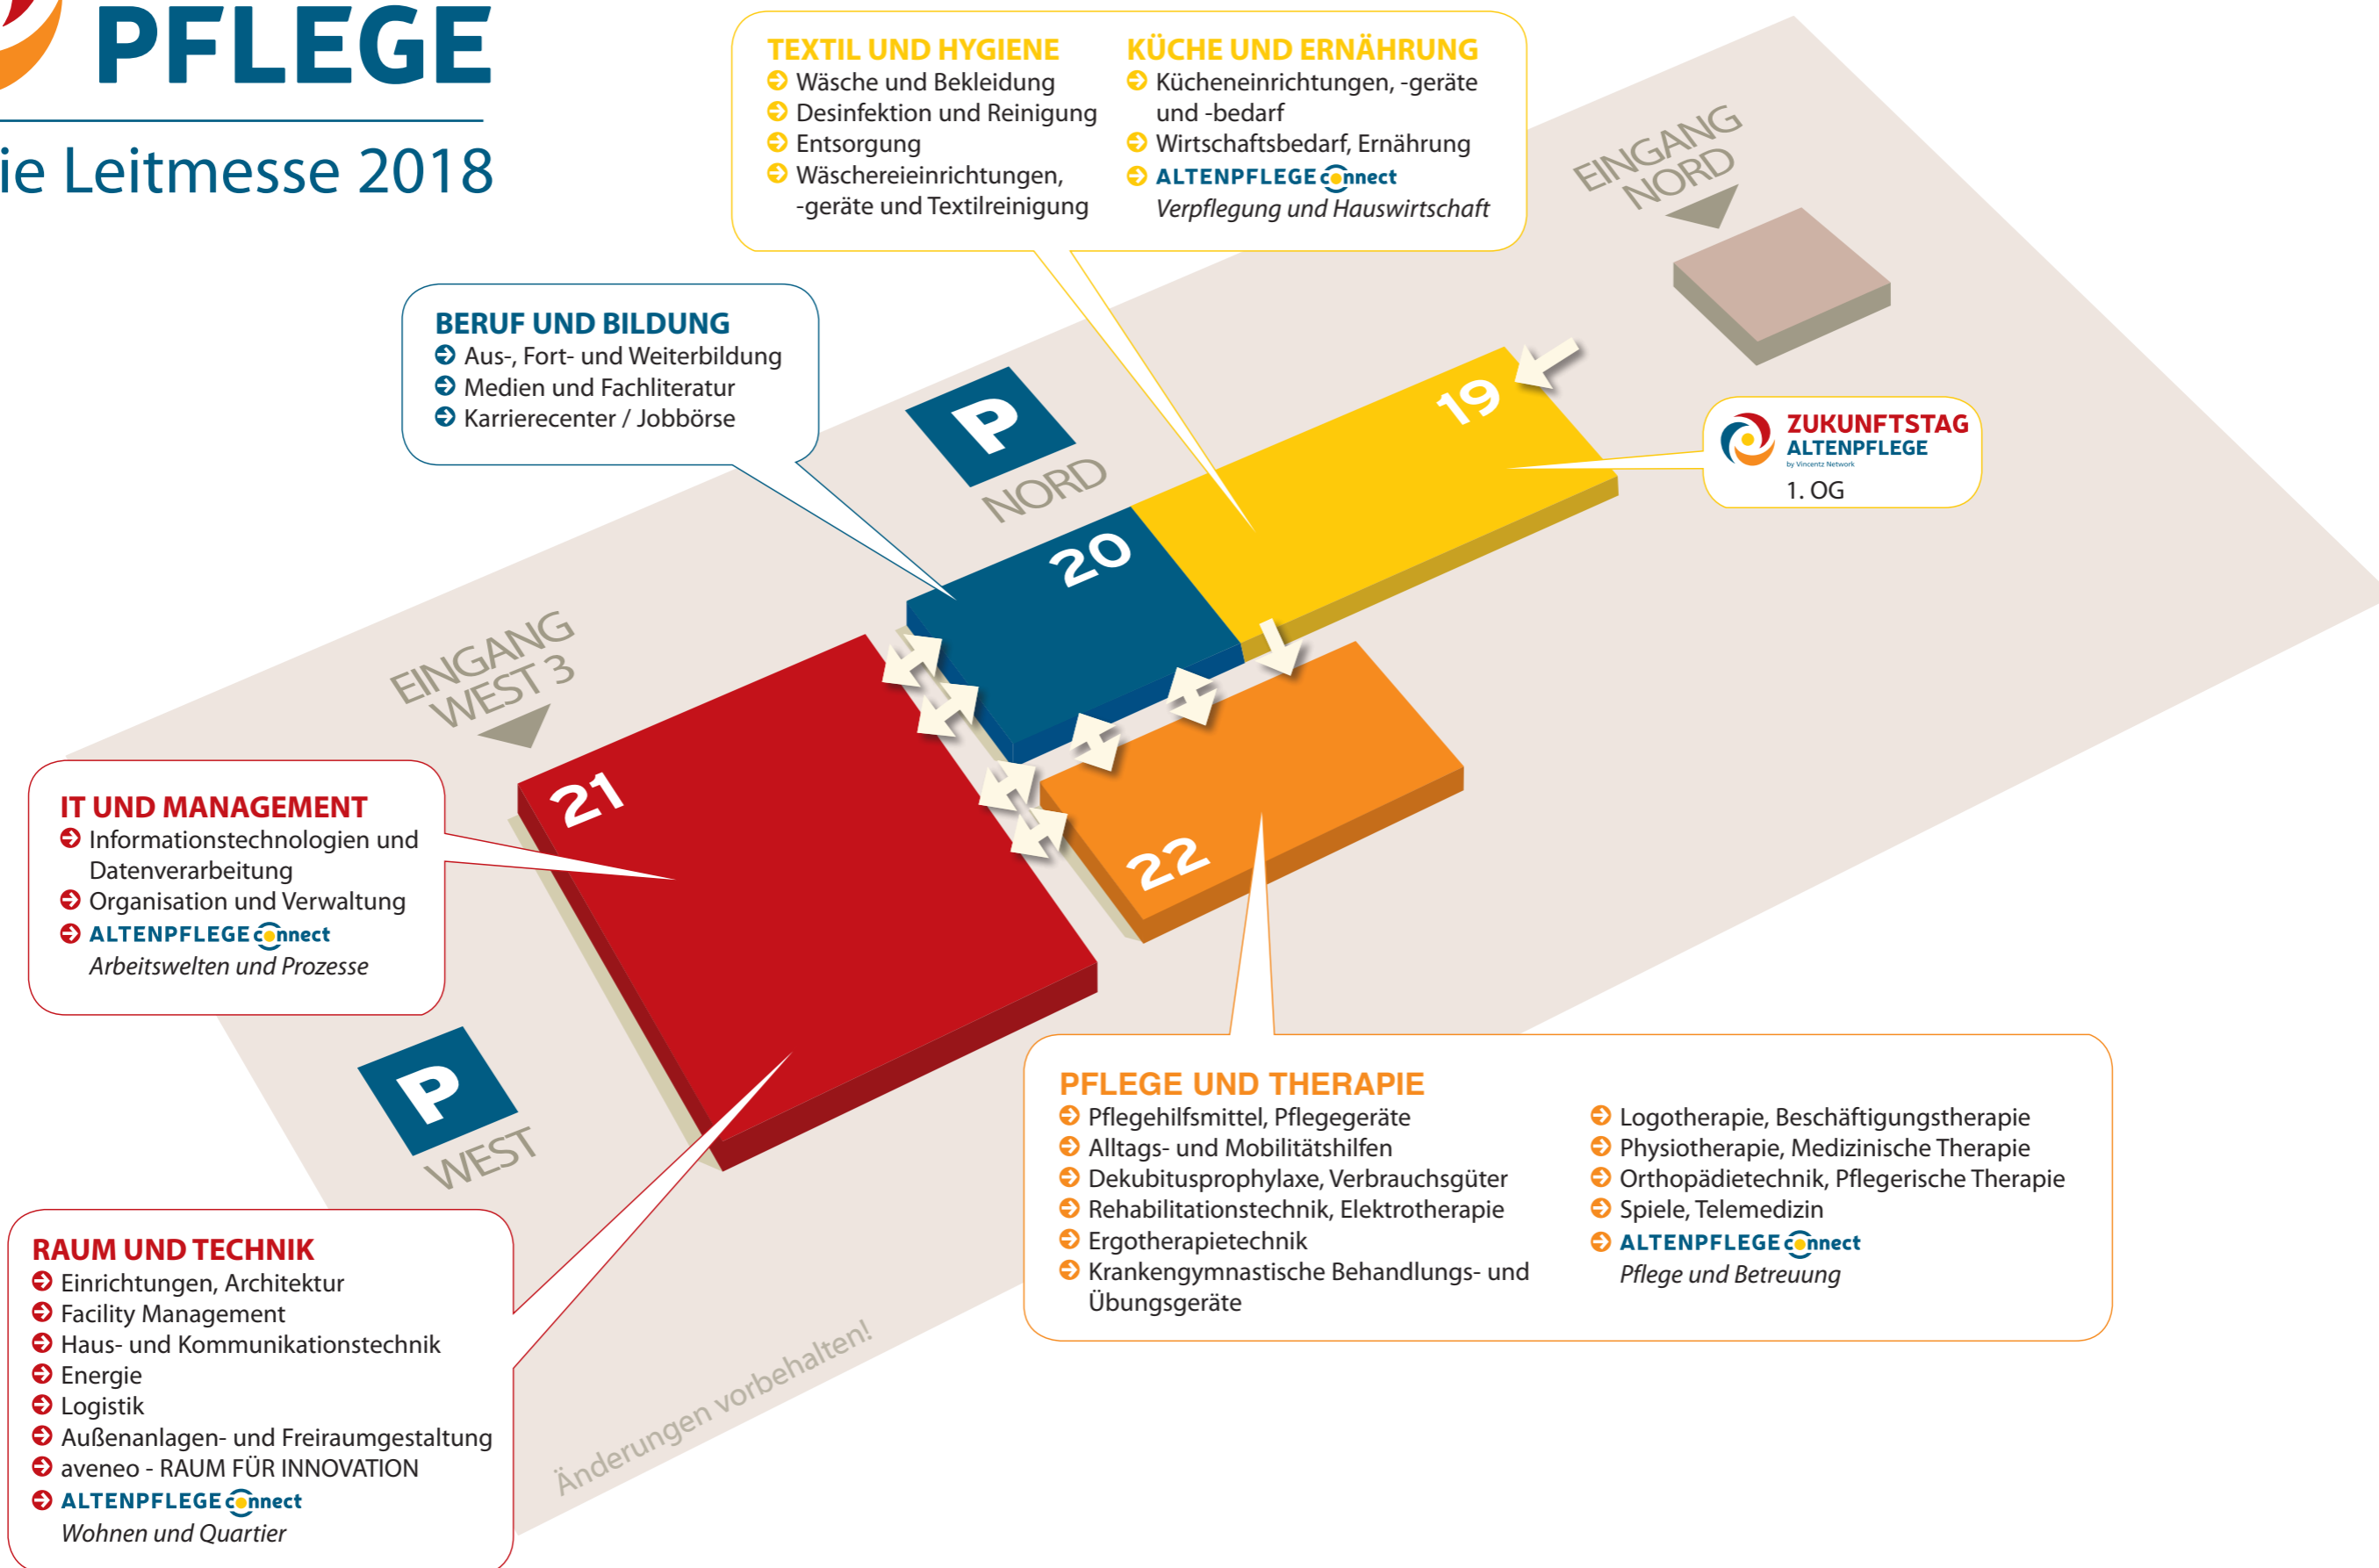 PFLEGE
ie Leitmesse 2018
TEXTIL UND HYGIENE
Wäsche und Bekleidung
Desinfektion und Reinigung
Entsorgung
Wäschereieinrichtungen,
-geräte und Textilreinigung
KÜCHE UND ERNÄHRUNG
Kücheneinrichtungen, -geräte
und -bedarf
Wirtschaftsbedarf, Ernährung
ALTENPFLEGE connect
Verpflegung und Hauswirtschaft
EINGANG
NORD
BERUF UND BILDUNG
Aus-, Fort- und Weiterbildung
Medien und Fachliteratur
Karrierecenter / Jobbörse
P
NORD
19
ZUKUNFTSTAG
ALTENPFLEGE
by Vincentz Network
1. OG
20
EINGANG
WEST 3
21
22
IT UND MANAGEMENT
Informationstechnologien und
Datenverarbeitung
Organisation und Verwaltung
ALTENPFLEGE connect
Arbeitswelten und Prozesse
P
WEST
PFLEGE UND THERAPIE
Pflegehilfsmittel, Pflegegeräte
Alltags- und Mobilitätshilfen
Dekubitusprophylaxe, Verbrauchsgüter
Rehabilitationstechnik, Elektrotherapie
Ergotherapietechnik
Krankengymnastische Behandlungs- und
Übungsgeräte
Logotherapie, Beschäftigungstherapie
Physiotherapie, Medizinische Therapie
Orthopädietechnik, Pflegerische Therapie
Spiele, Telemedizin
ALTENPFLEGE connect
Pflege und Betreuung
RAUM UND TECHNIK
Einrichtungen, Architektur
Facility Management
Haus- und Kommunikationstechnik
Energie
Logistik
Außenanlagen- und Freiraumgestaltung
aveneo - RAUM FÜR INNOVATION
ALTENPFLEGE connect
Wohnen und Quartier
Änderungen vorbehalten!